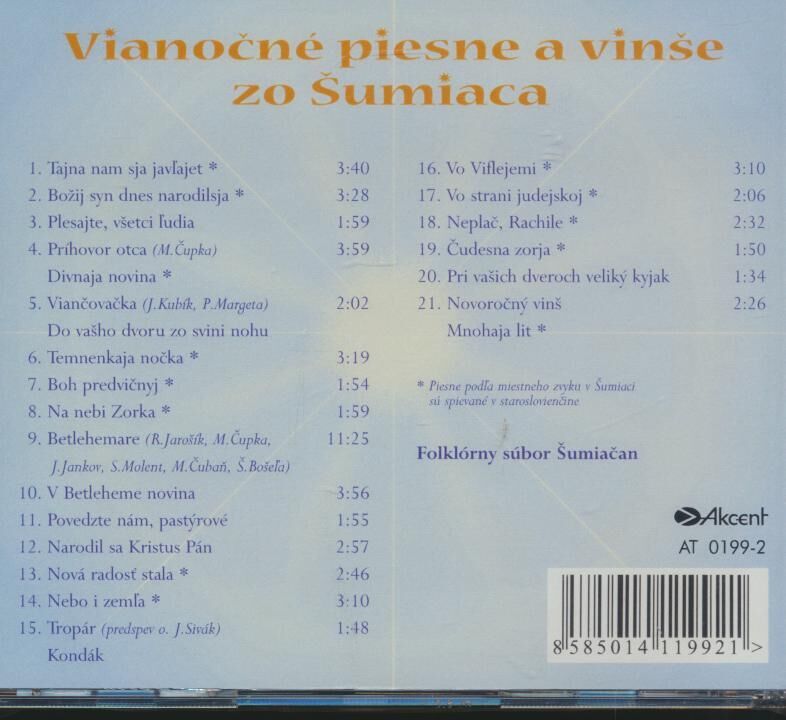 Vianočné piesne a vinše
zo Šumiaca
1. Tajna nam sja javľajet * 3:40
2. Božij syn dnes narodilsja * 3:28
3. Plesajte, všetci ľudia 1:59
4. Príhovor otca (M.Čupka) 3:59
Divnaja novina *
5. Viančovačka (J.Kubík, P.Margeta) 2:02
Do vašho dvoru zo svini nohu
6. Temnenkaja nočka * 3:19
7. Boh predvičnyj * 1:54
8. Na nebi Zorka * 1:59
9. Betlehemare (R.Jarošík, M.Čupka, 11:25
J.Jankov, S.Molent, M.Čubaň, Š.Bošeľa)
10. V Betleheme novina 3:56
11. Povedzte nám, pastýrové 1:55
12. Narodil sa Kristus Pán 2:57
13. Nová radosť stala * 2:46
14. Nebo i zemľa * 3:10
15. Tropár (predspev o. J.Sivák) 1:48
Kondák
16. Vo Viflejemi * 3:10
17. Vo strani judejskoj * 2:06
18. Neplač, Rachile * 2:32
19. Čudesna zorja * 1:50
20. Pri vašich dveroch veliký kyjak 1:34
21. Novoročný vinš 2:26
Mnohaja lit *
* Piesne podľa miestneho zvyku v Šumiaci
sú spievané v staroslovienčine
Folklórny súbor Šumiačan
Akcent
AT 0199-2
8 585014 119921 >